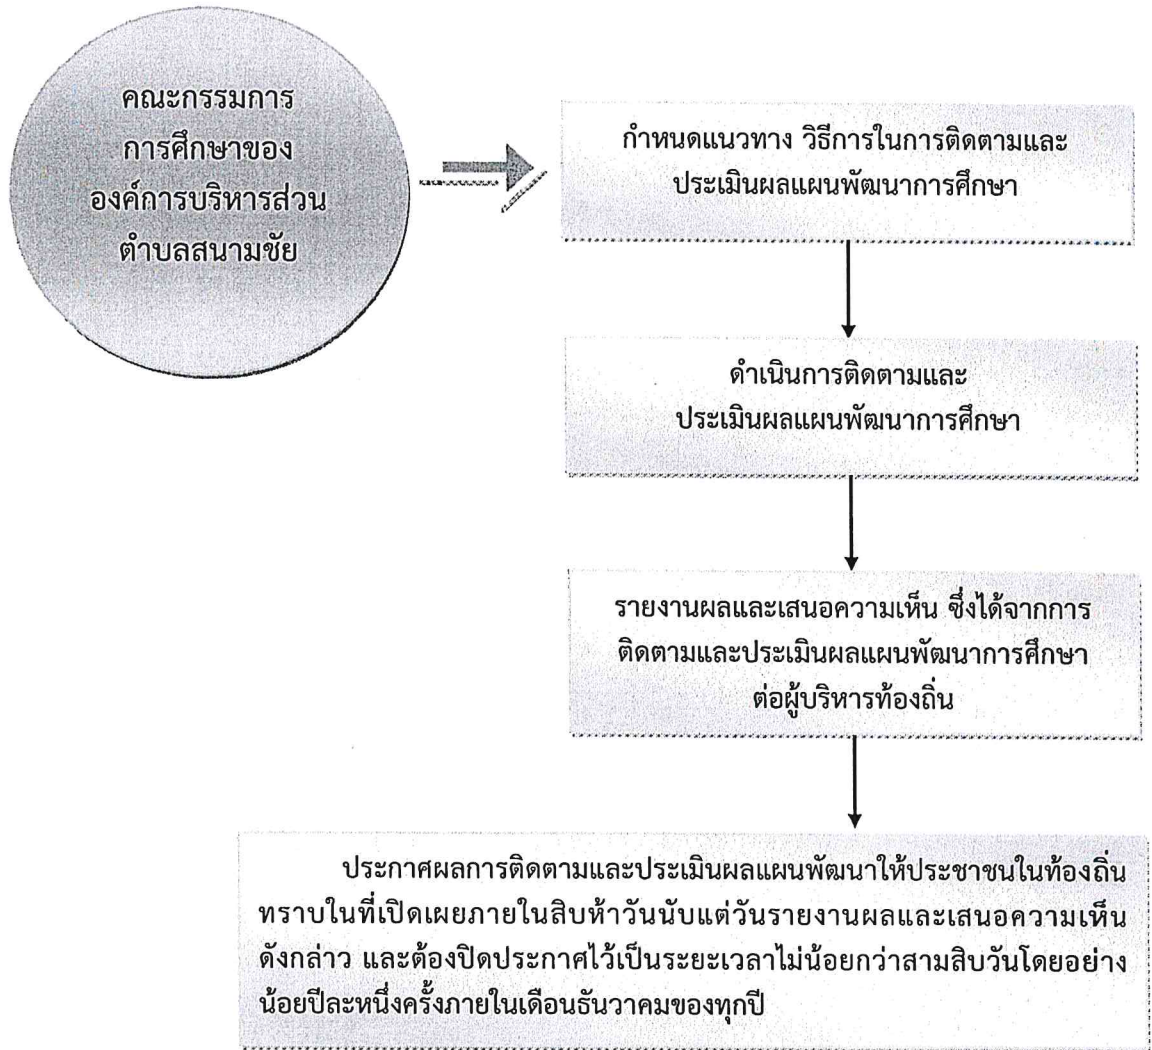 คณะกรรมการ
การศึกษาของ
องค์การบริหารส่วน
ตำบลสนามชัย
กำหนดแนวทาง วิธีการในการติดตามและ
ประเมินผลแผนพัฒนาการศึกษา
ดำเนินการติดตามและ
ประเมินผลแผนพัฒนาการศึกษา
รายงานผลและเสนอความเห็น ซึ่งได้จากการ
ติดตามและประเมินผลแผนพัฒนาการศึกษา
ต่อผู้บริหารท้องถิ่น
ประกาศผลการติดตามและประเมินผลแผนพัฒนาให้ประชาชนในท้องถิ่น
ทราบในที่เปิดเผยภายในสิบห้าวันนับแต่วันรายงานผลและเสนอความเห็น
ดังกล่าว และต้องปิดประกาศไว้เป็นระยะเวลาไม่น้อยกว่าสามสิบวันโดยอย่าง
น้อยปีละหนึ่งครั้งภายในเดือนธันวาคมของทุกปี